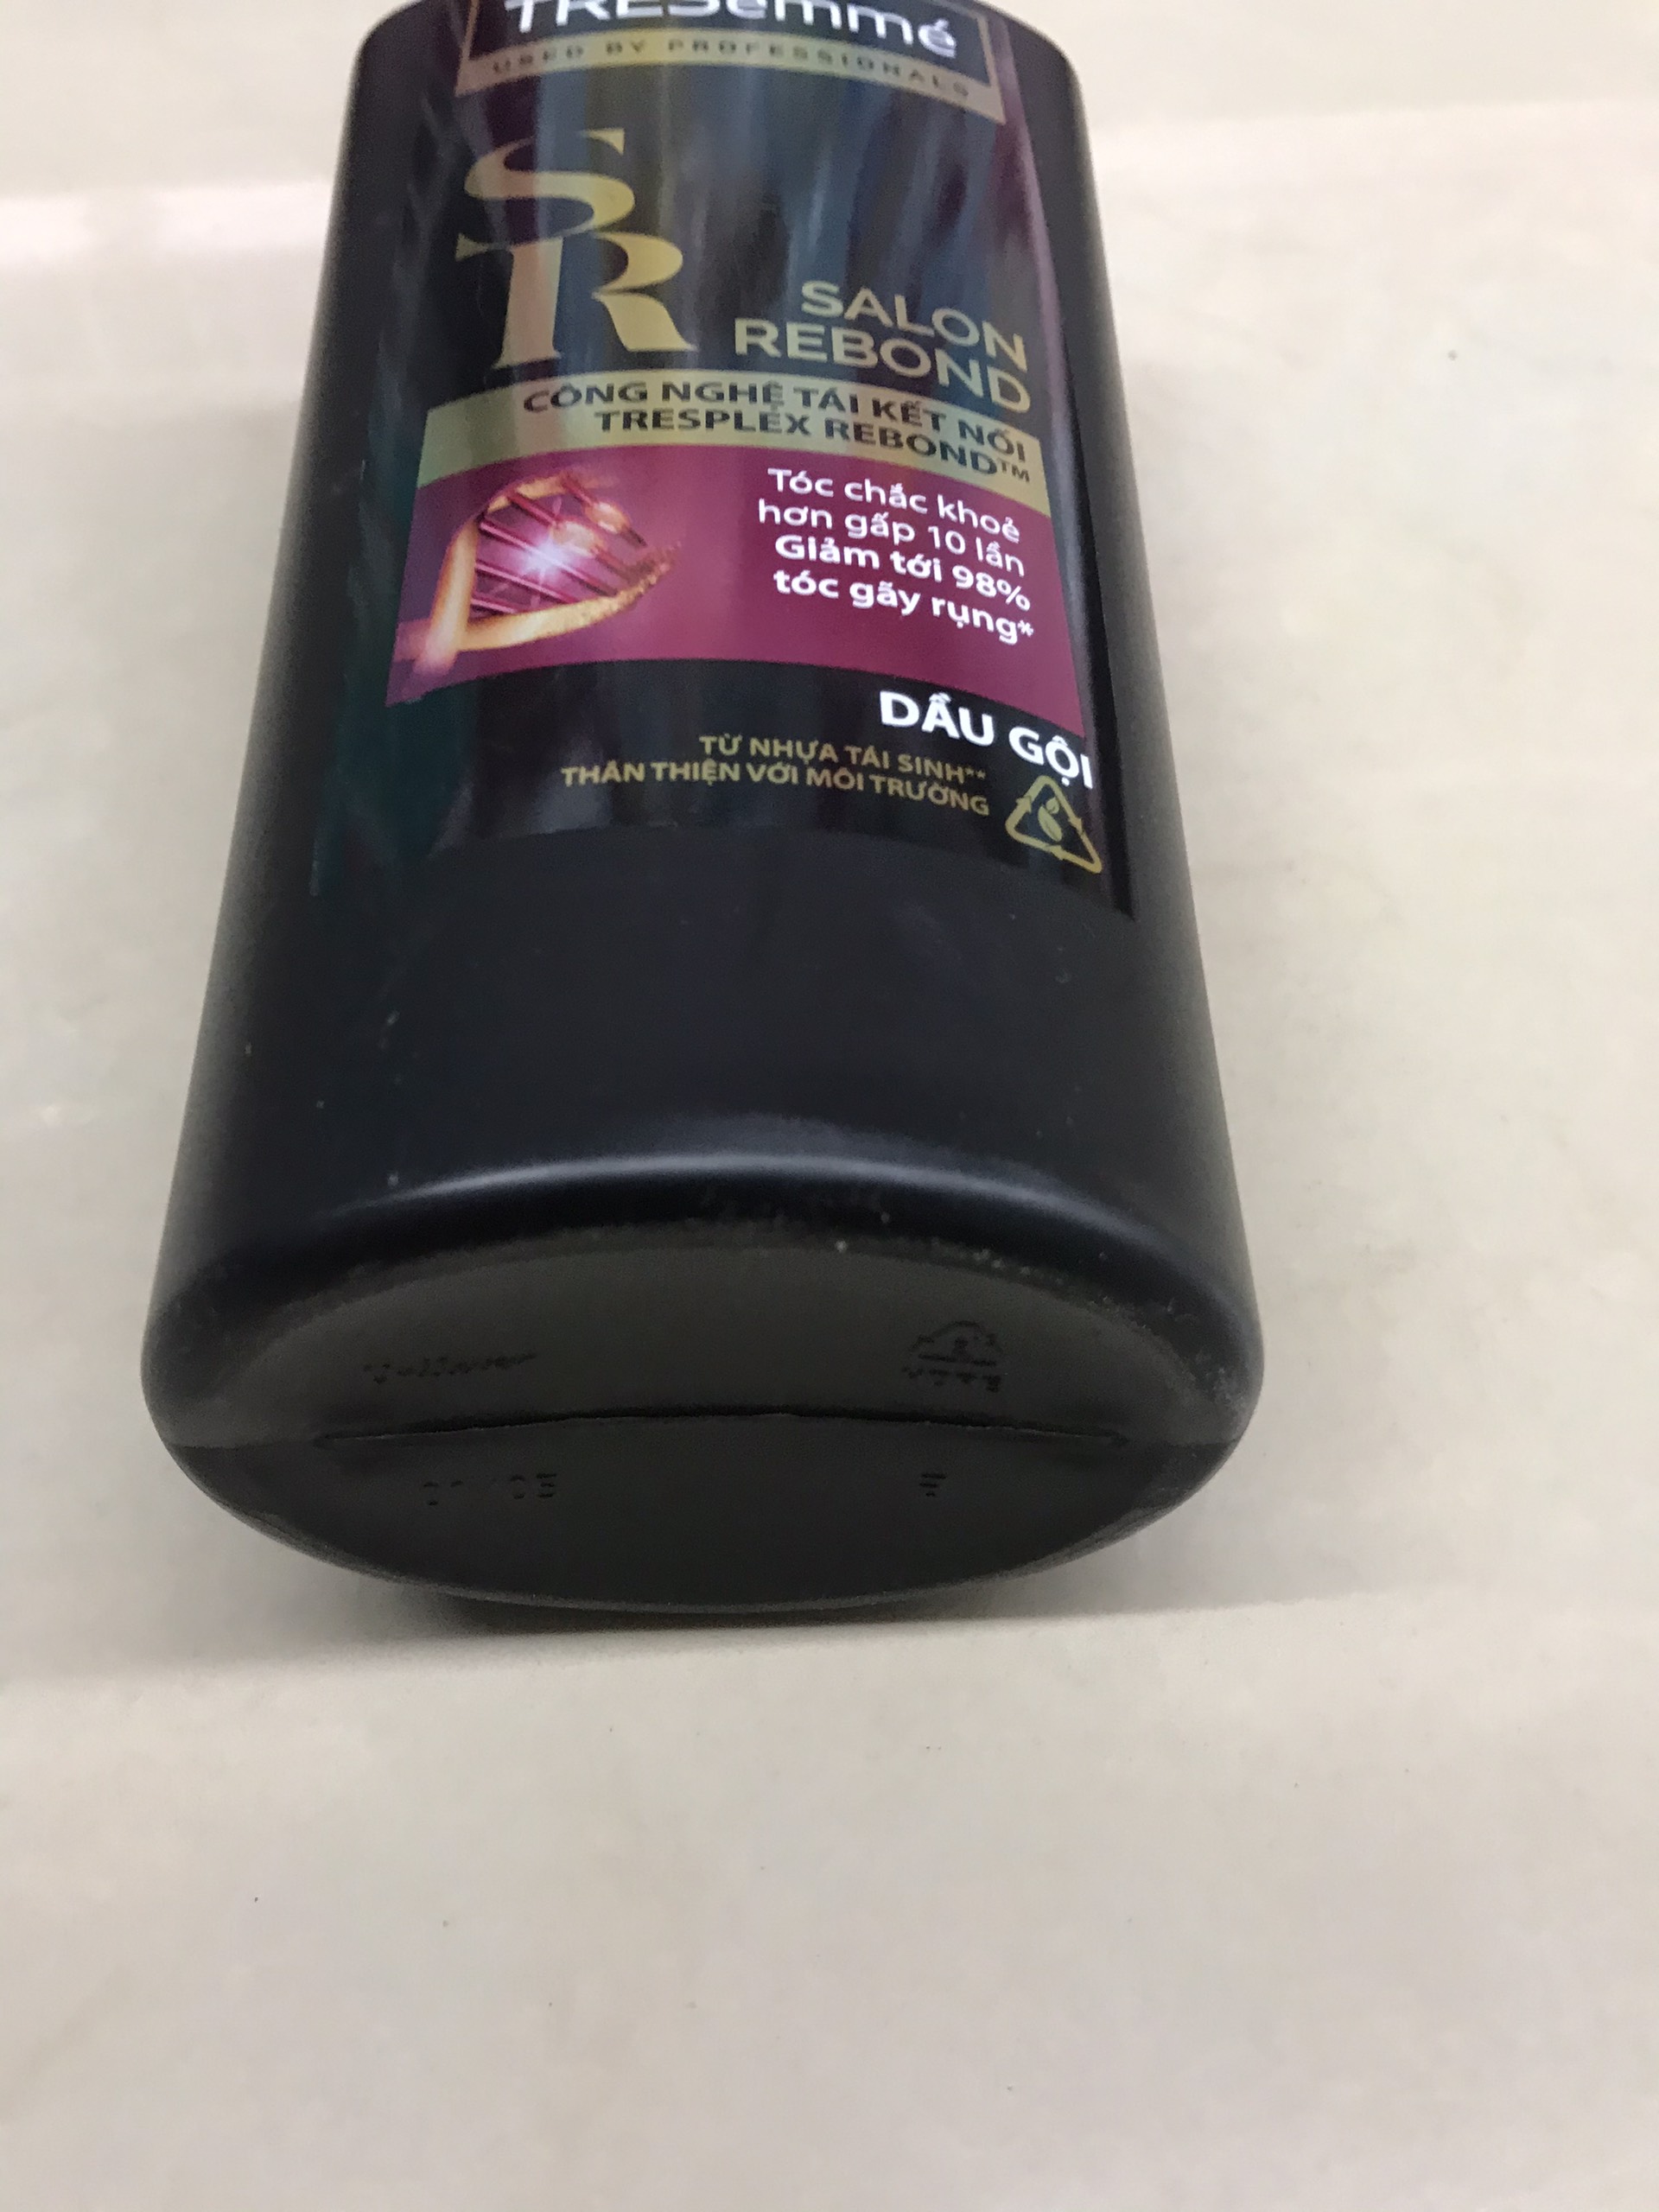 TRESemmé
USED BY PROFESSIONALS
SR
SALON
REBOND
CÔNG NGHỆ TÁI KẾT NỐI
TRESPLEX REBOND™
Tóc chắc khoẻ
hơn gấp 10 lần
Giảm tới 98%
tóc gãy rụng*
DẦU GỘI
TỪ NHỰA TÁI SINH**
THÂN THIỆN VỚI MÔI TRƯỜNG